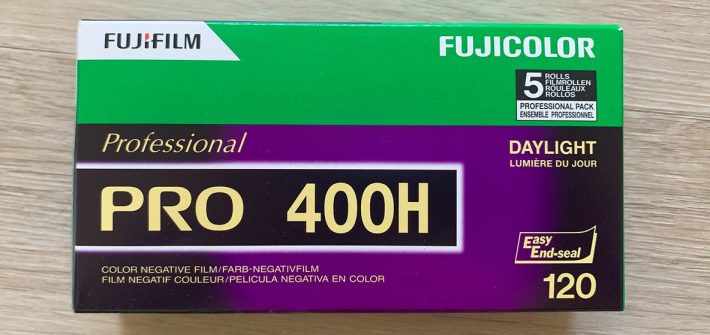 FUJIFILM
FUJICOLOR
5 ROLLS
FILMROLLEN
ROULEAUX
ROLLOS
PROFESSIONAL PACK
ENSEMBLE PROFESSIONNEL
Professional
DAYLIGHT
LUMIÈRE DU JOUR
PRO 400H
Easy
End-seal
COLOR NEGATIVE FILM/FARB-NEGATIVFILM
FILM NEGATIF COULEUR/PELICULA NEGATIVA EN COLOR
120